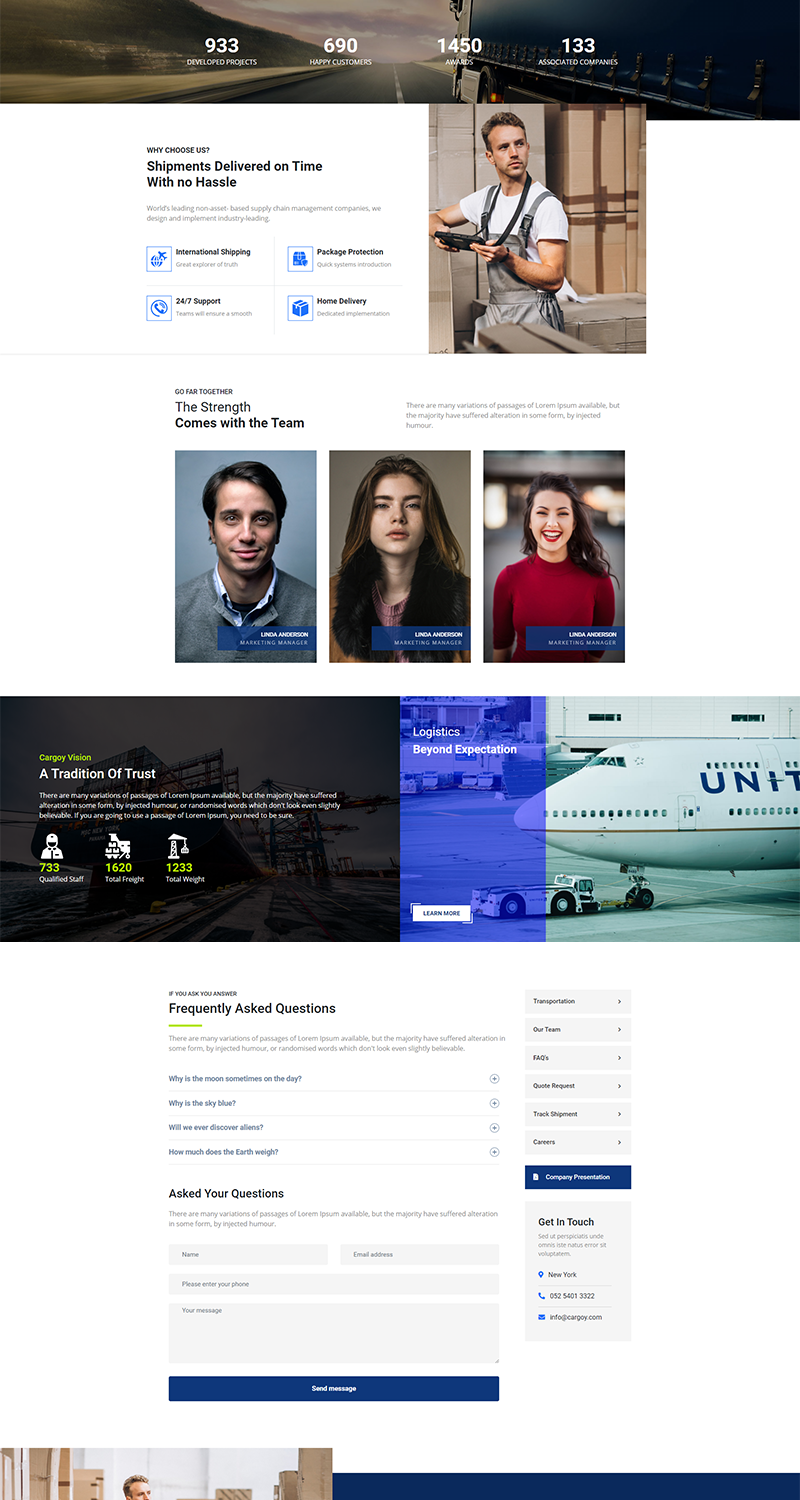 933
DEVELOPED PROJECTS
690
HAPPY CUSTOMERS
1450
AWARDS
133
ASSOCIATED COMPANIES
WHY CHOOSE US?
Shipments Delivered on Time
With no Hassle
World's leading non-asset- based supply chain management companies, we
design and implement industry-leading.
International Shipping
Great explorer of truth
Package Protection
Quick systems introduction
24/7 Support
Teams will ensure a smooth
Home Delivery
Dedicated implementation
GO FAR TOGETHER
The Strength
Comes with the Team
There are many variations of passages of Lorem Ipsum available, but
the majority have suffered alteration in some form, by injected
humour.
LINDA ANDERSON
MARKETING MANAGER
LINDA ANDERSON
MARKETING MANAGER
LINDA ANDERSON
MARKETING MANAGER
Cargoy Vision
A Tradition Of Trust
There are many variations of passages of Lorem Ipsum available, but the majority have suffered
alteration in some form, by injected humour, or randomised words which don't look even slightly
believable. If you are going to use a passage of Lorem Ipsum, you need to be sure.
733
Qualified Staff
1620
Total Freight
1233
Total Weight
Logistics
Beyond Expectation
LEARN MORE
UNIT
IF YOU ASK YOU ANSWER
Frequently Asked Questions
There are many variations of passages of Lorem Ipsum available, but the majority have suffered alteration in
some form, by injected humour, or randomised words which don't look even slightly believable.
Why is the moon sometimes on the day?
Why is the sky blue?
Will we ever discover aliens?
How much does the Earth weigh?
Asked Your Questions
There are many variations of passages of Lorem Ipsum available, but the majority have suffered alteration
in some form, by injected humour.
Name
Email address
Please enter your phone
Your message
Send message
Transportation
Our Team
FAQ's
Quote Request
Track Shipment
Careers
Company Presentation
Get In Touch
Sed ut perspiciatis unde
omnis iste natus error sit
voluptatem.
New York
052 5401 3322
info@cargoy.com